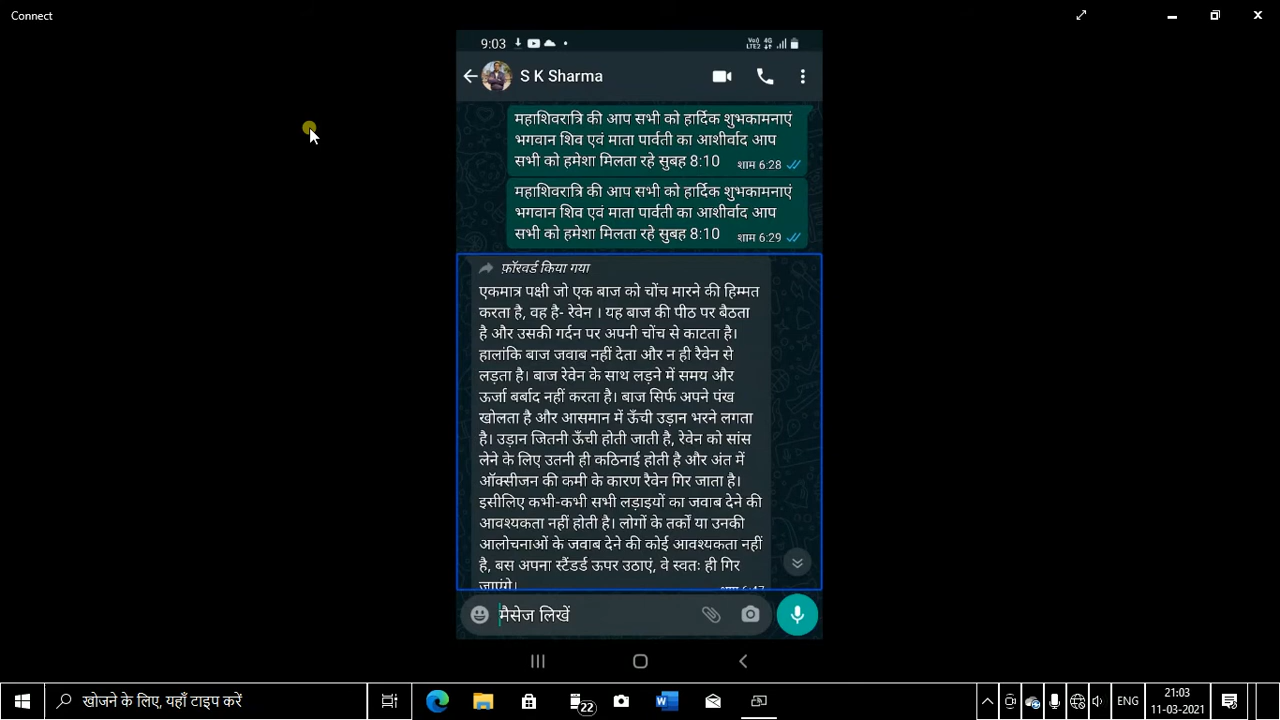 Connect
9:03
Vo)) 4G
LTE2
S K Sharma
महाशिवरात्रि की आप सभी को हार्दिक शुभकामनाएं
भगवान शिव एवं माता पार्वती का आशीर्वाद आप
सभी को हमेशा मिलता रहे सुबह 8:10 शाम 6:28
महाशिवरात्रि की आप सभी को हार्दिक शुभकामनाएं
भगवान शिव एवं माता पार्वती का आशीर्वाद आप
सभी को हमेशा मिलता रहे सुबह 8:10 शाम 6:29
फ़ॉरवर्ड किया गया
एकमात्र पक्षी जो एक बाज को चोंच मारने की हिम्मत
करता है, वह है- रेवेन । यह बाज की पीठ पर बैठता
है और उसकी गर्दन पर अपनी चोंच से काटता है।
हालांकि बाज जवाब नहीं देता और न ही रैवेन से
लड़ता है। बाज रेवेन के साथ लड़ने में समय और
ऊर्जा बर्बाद नहीं करता है। बाज सिर्फ अपने पंख
खोलता है और आसमान में ऊँची उड़ान भरने लगता
है। उड़ान जितनी ऊँची होती जाती है, रेवेन को सांस
लेने के लिए उतनी ही कठिनाई होती है और अंत में
ऑक्सीजन की कमी के कारण रैवेन गिर जाता है।
इसीलिए कभी-कभी सभी लड़ाइयों का जवाब देने की
आवश्यकता नहीं होती है। लोगों के तर्कों या उनकी
आलोचनाओं के जवाब देने की कोई आवश्यकता नहीं
है, बस अपना स्टैंडर्ड ऊपर उठाएं, वे स्वतः ही गिर
जाएंगे। शाम 6:47
मैसेज लिखें
खोजने के लिए, यहाँ टाइप करें
22
ENG
21:03
11-03-2021